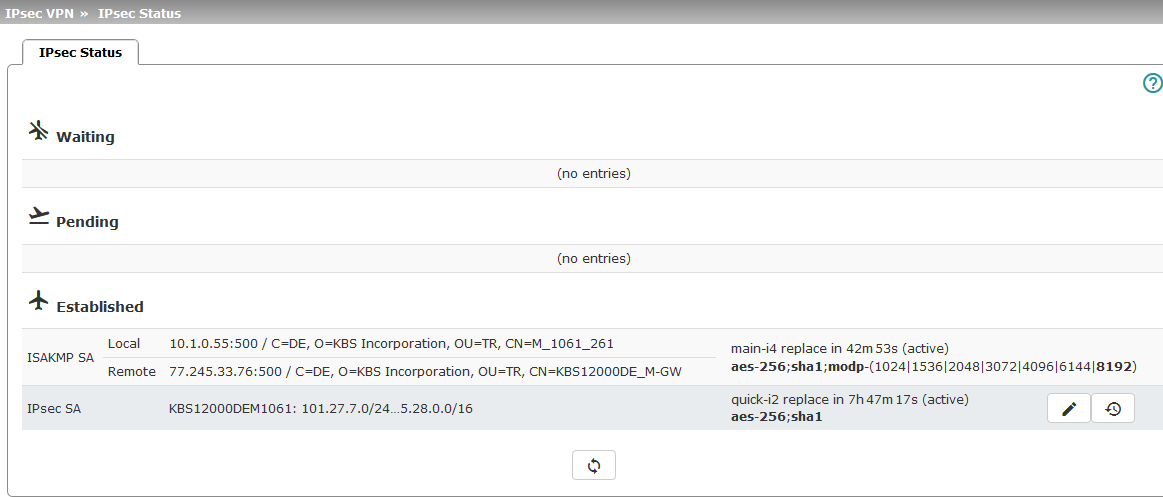 IPsec VPN » IPsec Status
IPsec Status
?
Waiting
(no entries)
Pending
(no entries)
Established
ISAKMP SA
Local 10.1.0.55:500 / C=DE, O=KBS Incorporation, OU=TR, CN=M_1061_261
Remote 77.245.33.76:500 / C=DE, O=KBS Incorporation, OU=TR, CN=KBS12000DE_M-GW
main-i4 replace in 42m 53s (active)
aes-256;sha1;modp-(1024|1536|2048|3072|4096|6144|8192)
IPsec SA KBS12000DEM1061: 101.27.7.0/24...5.28.0.0/16
quick-i2 replace in 7h 47m 17s (active)
aes-256;sha1